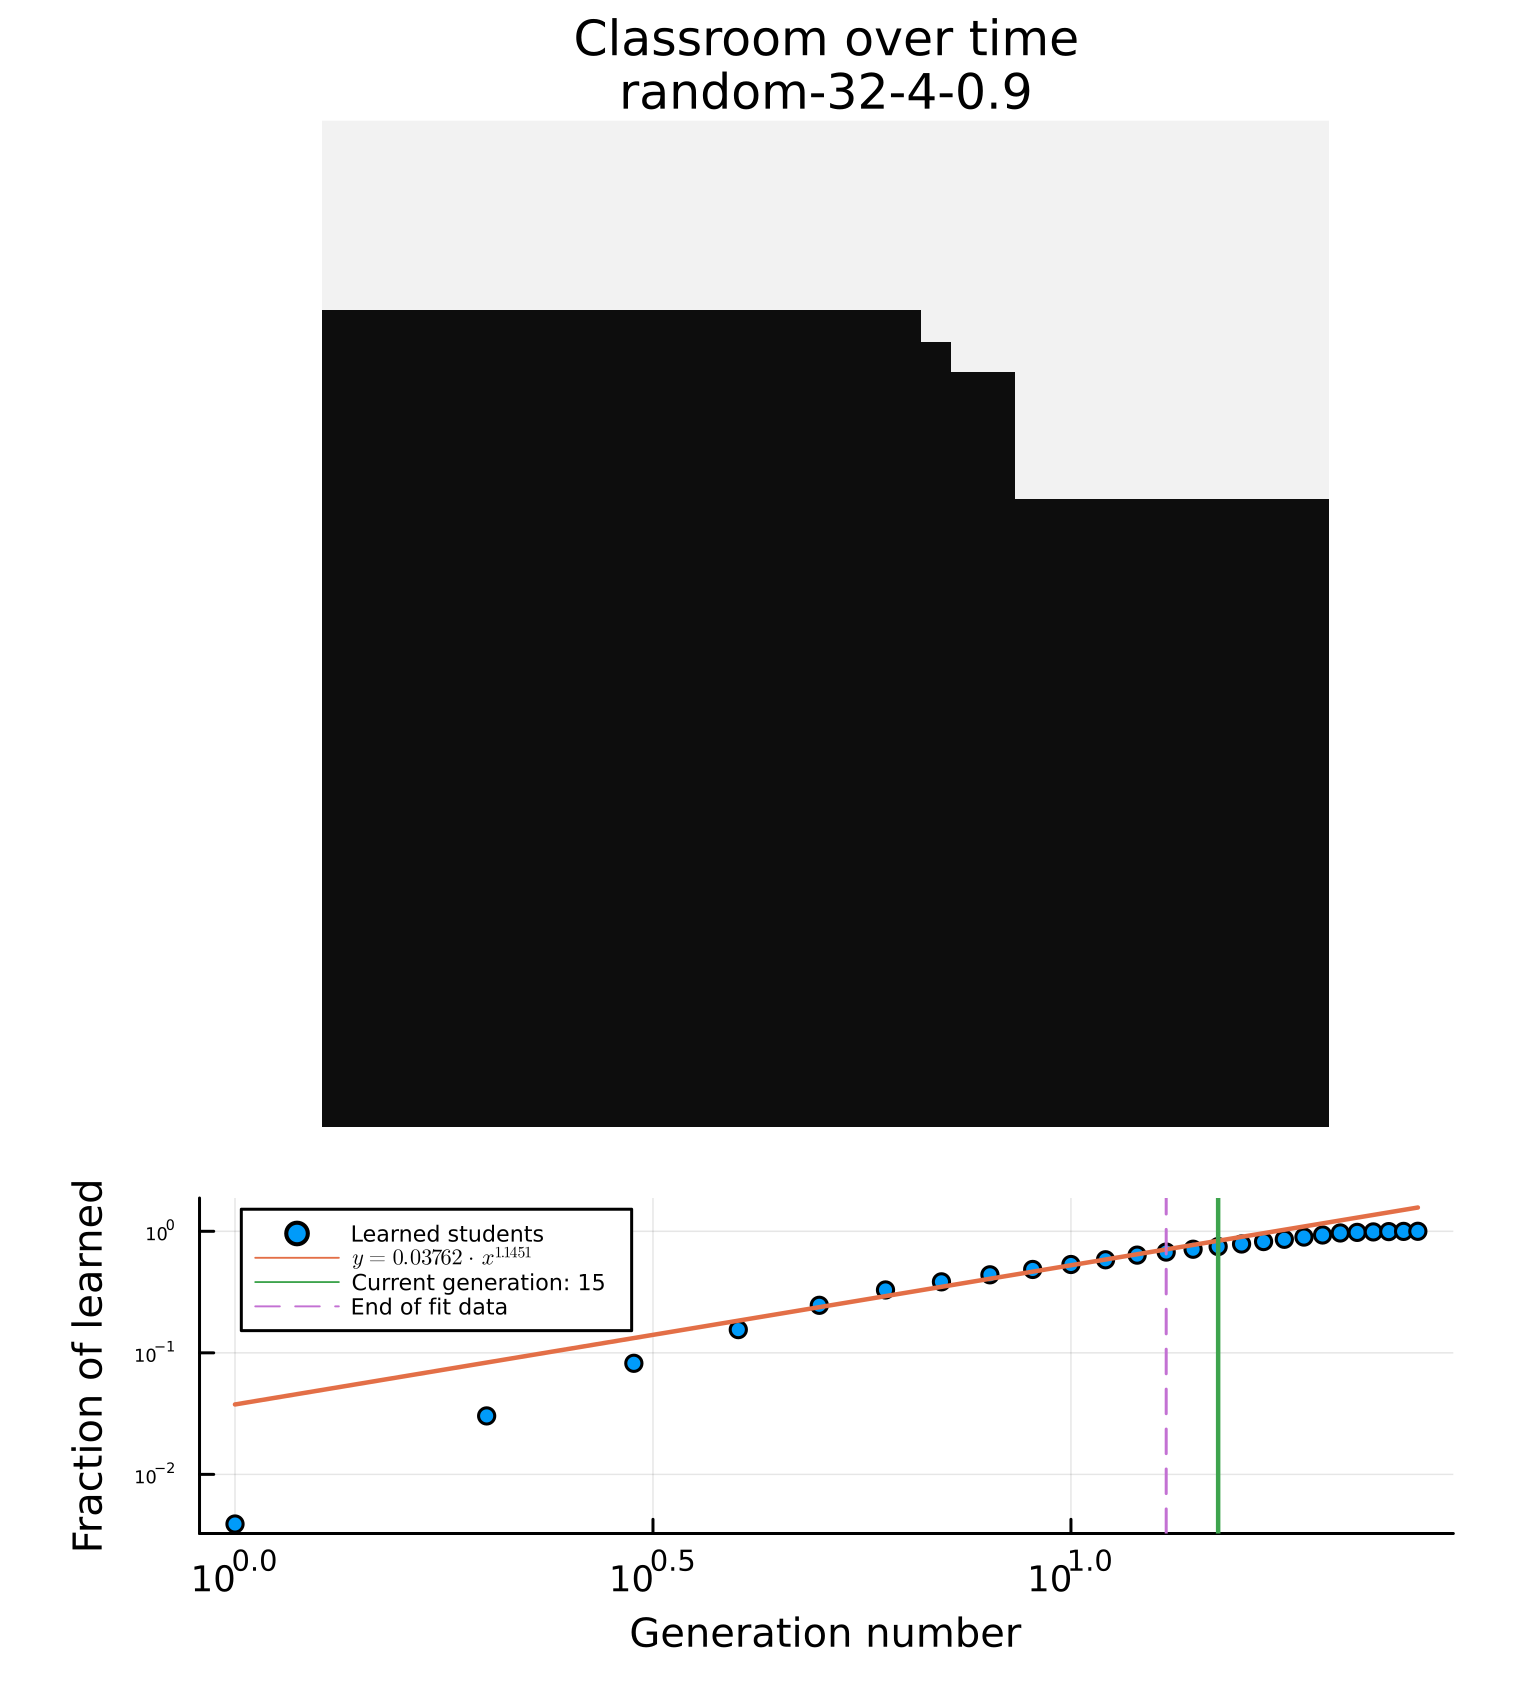 Classroom over time
random-32-4-0.9
Fraction of learned
10^0
10^-1
10^-2
Learned students
y = 0.03762 · x^1.1451
Current generation: 15
End of fit data
10^0.0 10^0.5 10^1.0
Generation number